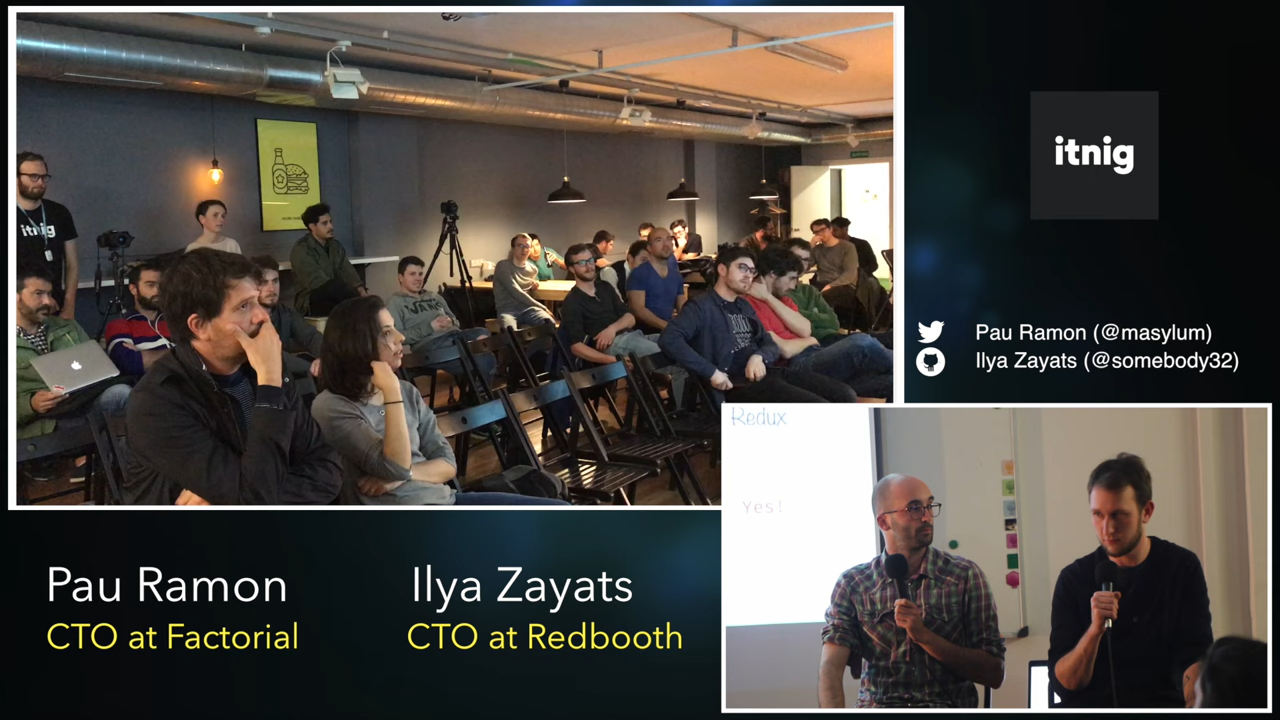 itnig
itnig
VANS
Pau Ramon (@masylum)
Ilya Zayats (@somebody32)
Redux
Yes!
Pau Ramon
CTO at Factorial
Ilya Zayats
CTO at Redbooth